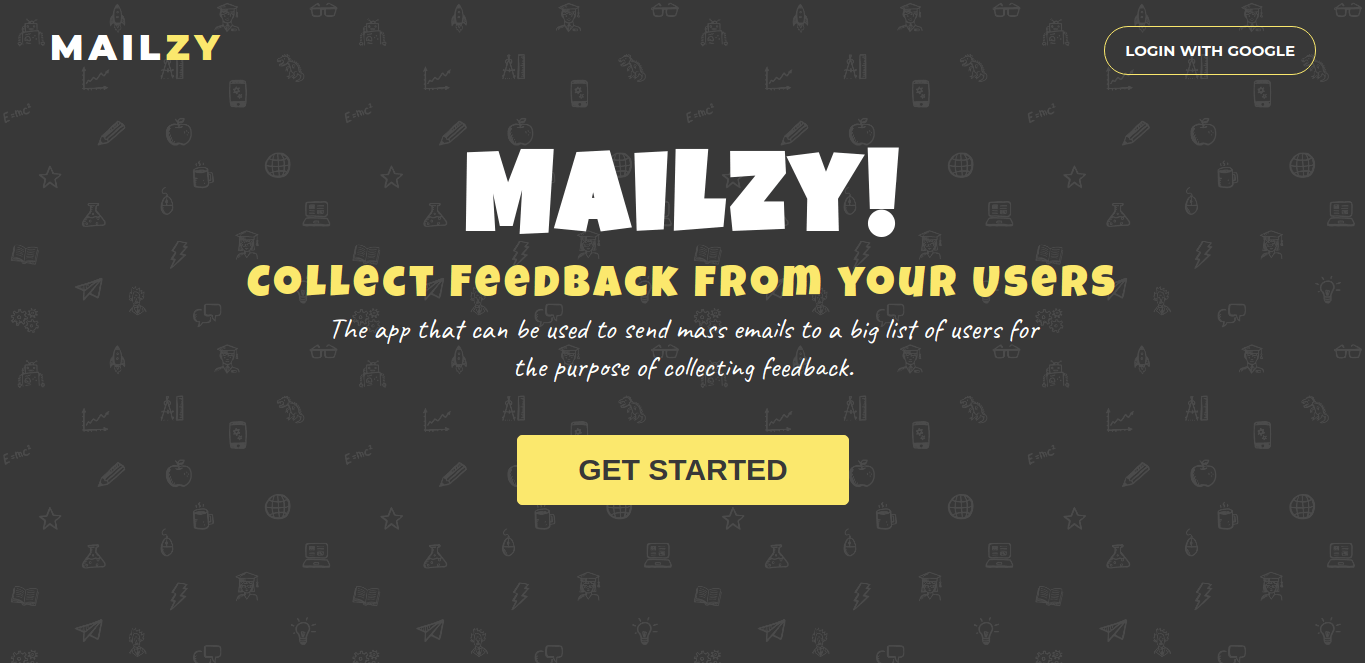 MAILZY
LOGIN WITH GOOGLE
MAILZY!
COLLECT FEEDBACK FROM YOUR USERS
The app that can be used to send mass emails to a big list of users for
the purpose of collecting feedback.
GET STARTED
E=mc²